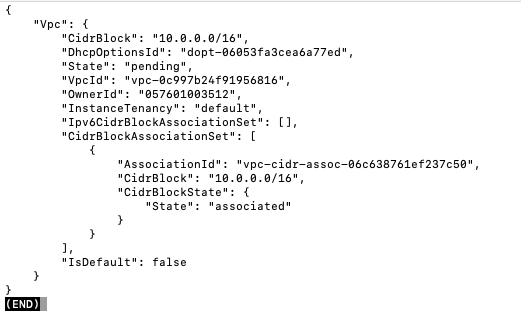 {
    "Vpc": {
        "CidrBlock": "10.0.0.0/16",
        "DhcpOptionsId": "dopt-06053fa3cea6a77ed",
        "State": "pending",
        "VpcId": "vpc-0c997b24f91956816",
        "OwnerId": "057601003512",
        "InstanceTenancy": "default",
        "Ipv6CidrBlockAssociationSet": [],
        "CidrBlockAssociationSet": [
            {
                "AssociationId": "vpc-cidr-assoc-06c638761ef237c50",
                "CidrBlock": "10.0.0.0/16",
                "CidrBlockState": {
                    "State": "associated"
                }
            }
        ],
        "IsDefault": false
    }
}
(END)